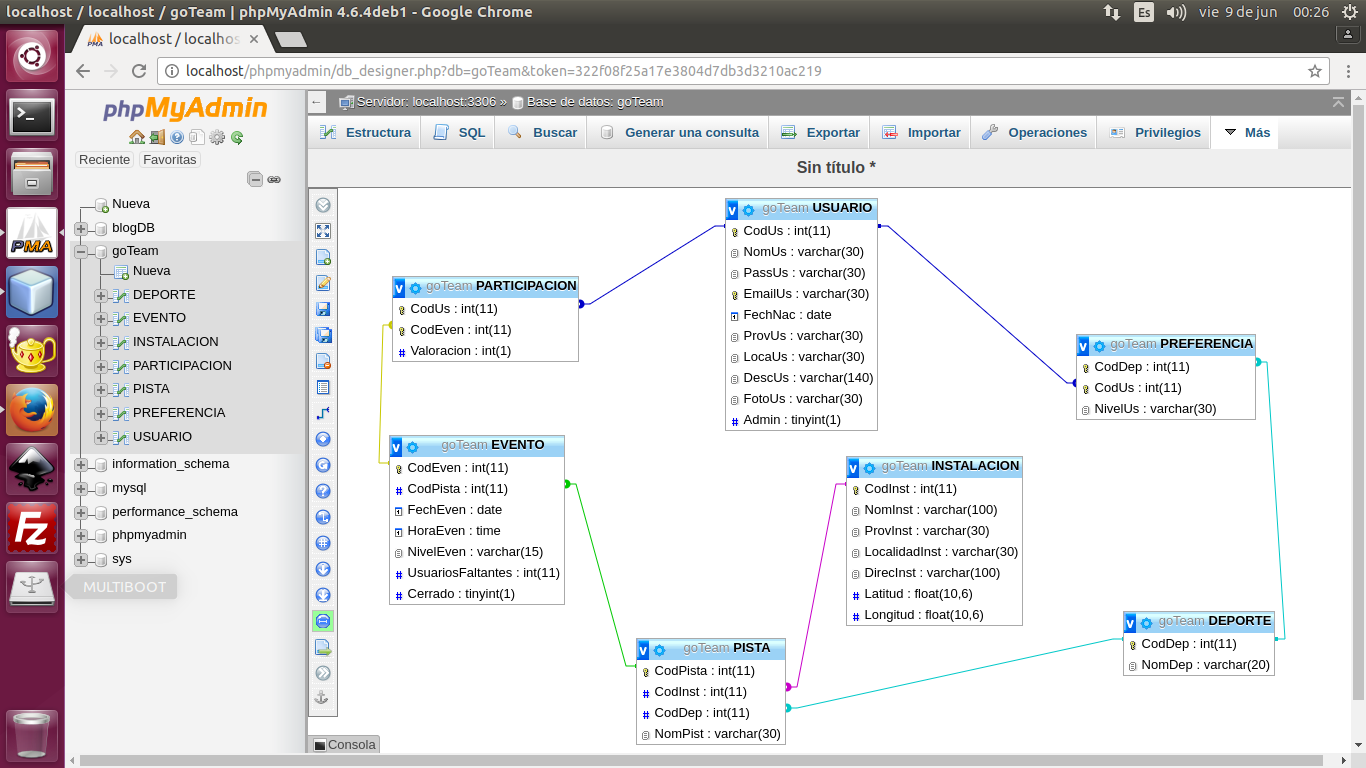 localhost / localhost / goTeam | phpMyAdmin 4.6.4deb1 - Google Chrome
Es
vie 9 de jun
00:26
PMA
localhost / localhos
localhost/phpmyadmin/db_designer.php?db=goTeam&token=322f08f25a17e3804d7db3d3210ac219
phpMyAdmin
Reciente
Favoritas
Nueva
blogDB
goTeam
Nueva
DEPORTE
EVENTO
INSTALACION
PARTICIPACION
PISTA
PREFERENCIA
USUARIO
information_schema
mysql
performance_schema
phpmyadmin
sys
PMA
Fz
MULTIBOOT
Servidor: localhost:3306 » Base de datos: goTeam
Estructura
SQL
Buscar
Generar una consulta
Exportar
Importar
Operaciones
Privilegios
Más
Sin título *
v goTeam USUARIO
CodUs : int(11)
NomUs : varchar(30)
PassUs : varchar(30)
EmailUs : varchar(30)
FechNac : date
ProvUs : varchar(30)
LocaUs : varchar(30)
DescUs : varchar(140)
FotoUs : varchar(30)
# Admin : tinyint(1)
v goTeam PARTICIPACION
CodUs : int(11)
CodEven : int(11)
# Valoracion : int(1)
v goTeam PREFERENCIA
CodDep : int(11)
CodUs : int(11)
NivelUs : varchar(30)
v goTeam EVENTO
CodEven : int(11)
# CodPista : int(11)
FechEven : date
HoraEven : time
NivelEven : varchar(15)
# UsuariosFaltantes : int(11)
# Cerrado : tinyint(1)
v goTeam INSTALACION
CodInst : int(11)
NomInst : varchar(100)
ProvInst : varchar(30)
LocalidadInst : varchar(30)
DirecInst : varchar(100)
# Latitud : float(10,6)
# Longitud : float(10,6)
v goTeam PISTA
CodPista : int(11)
# CodInst : int(11)
# CodDep : int(11)
NomPist : varchar(30)
v goTeam DEPORTE
CodDep : int(11)
NomDep : varchar(20)
Consola